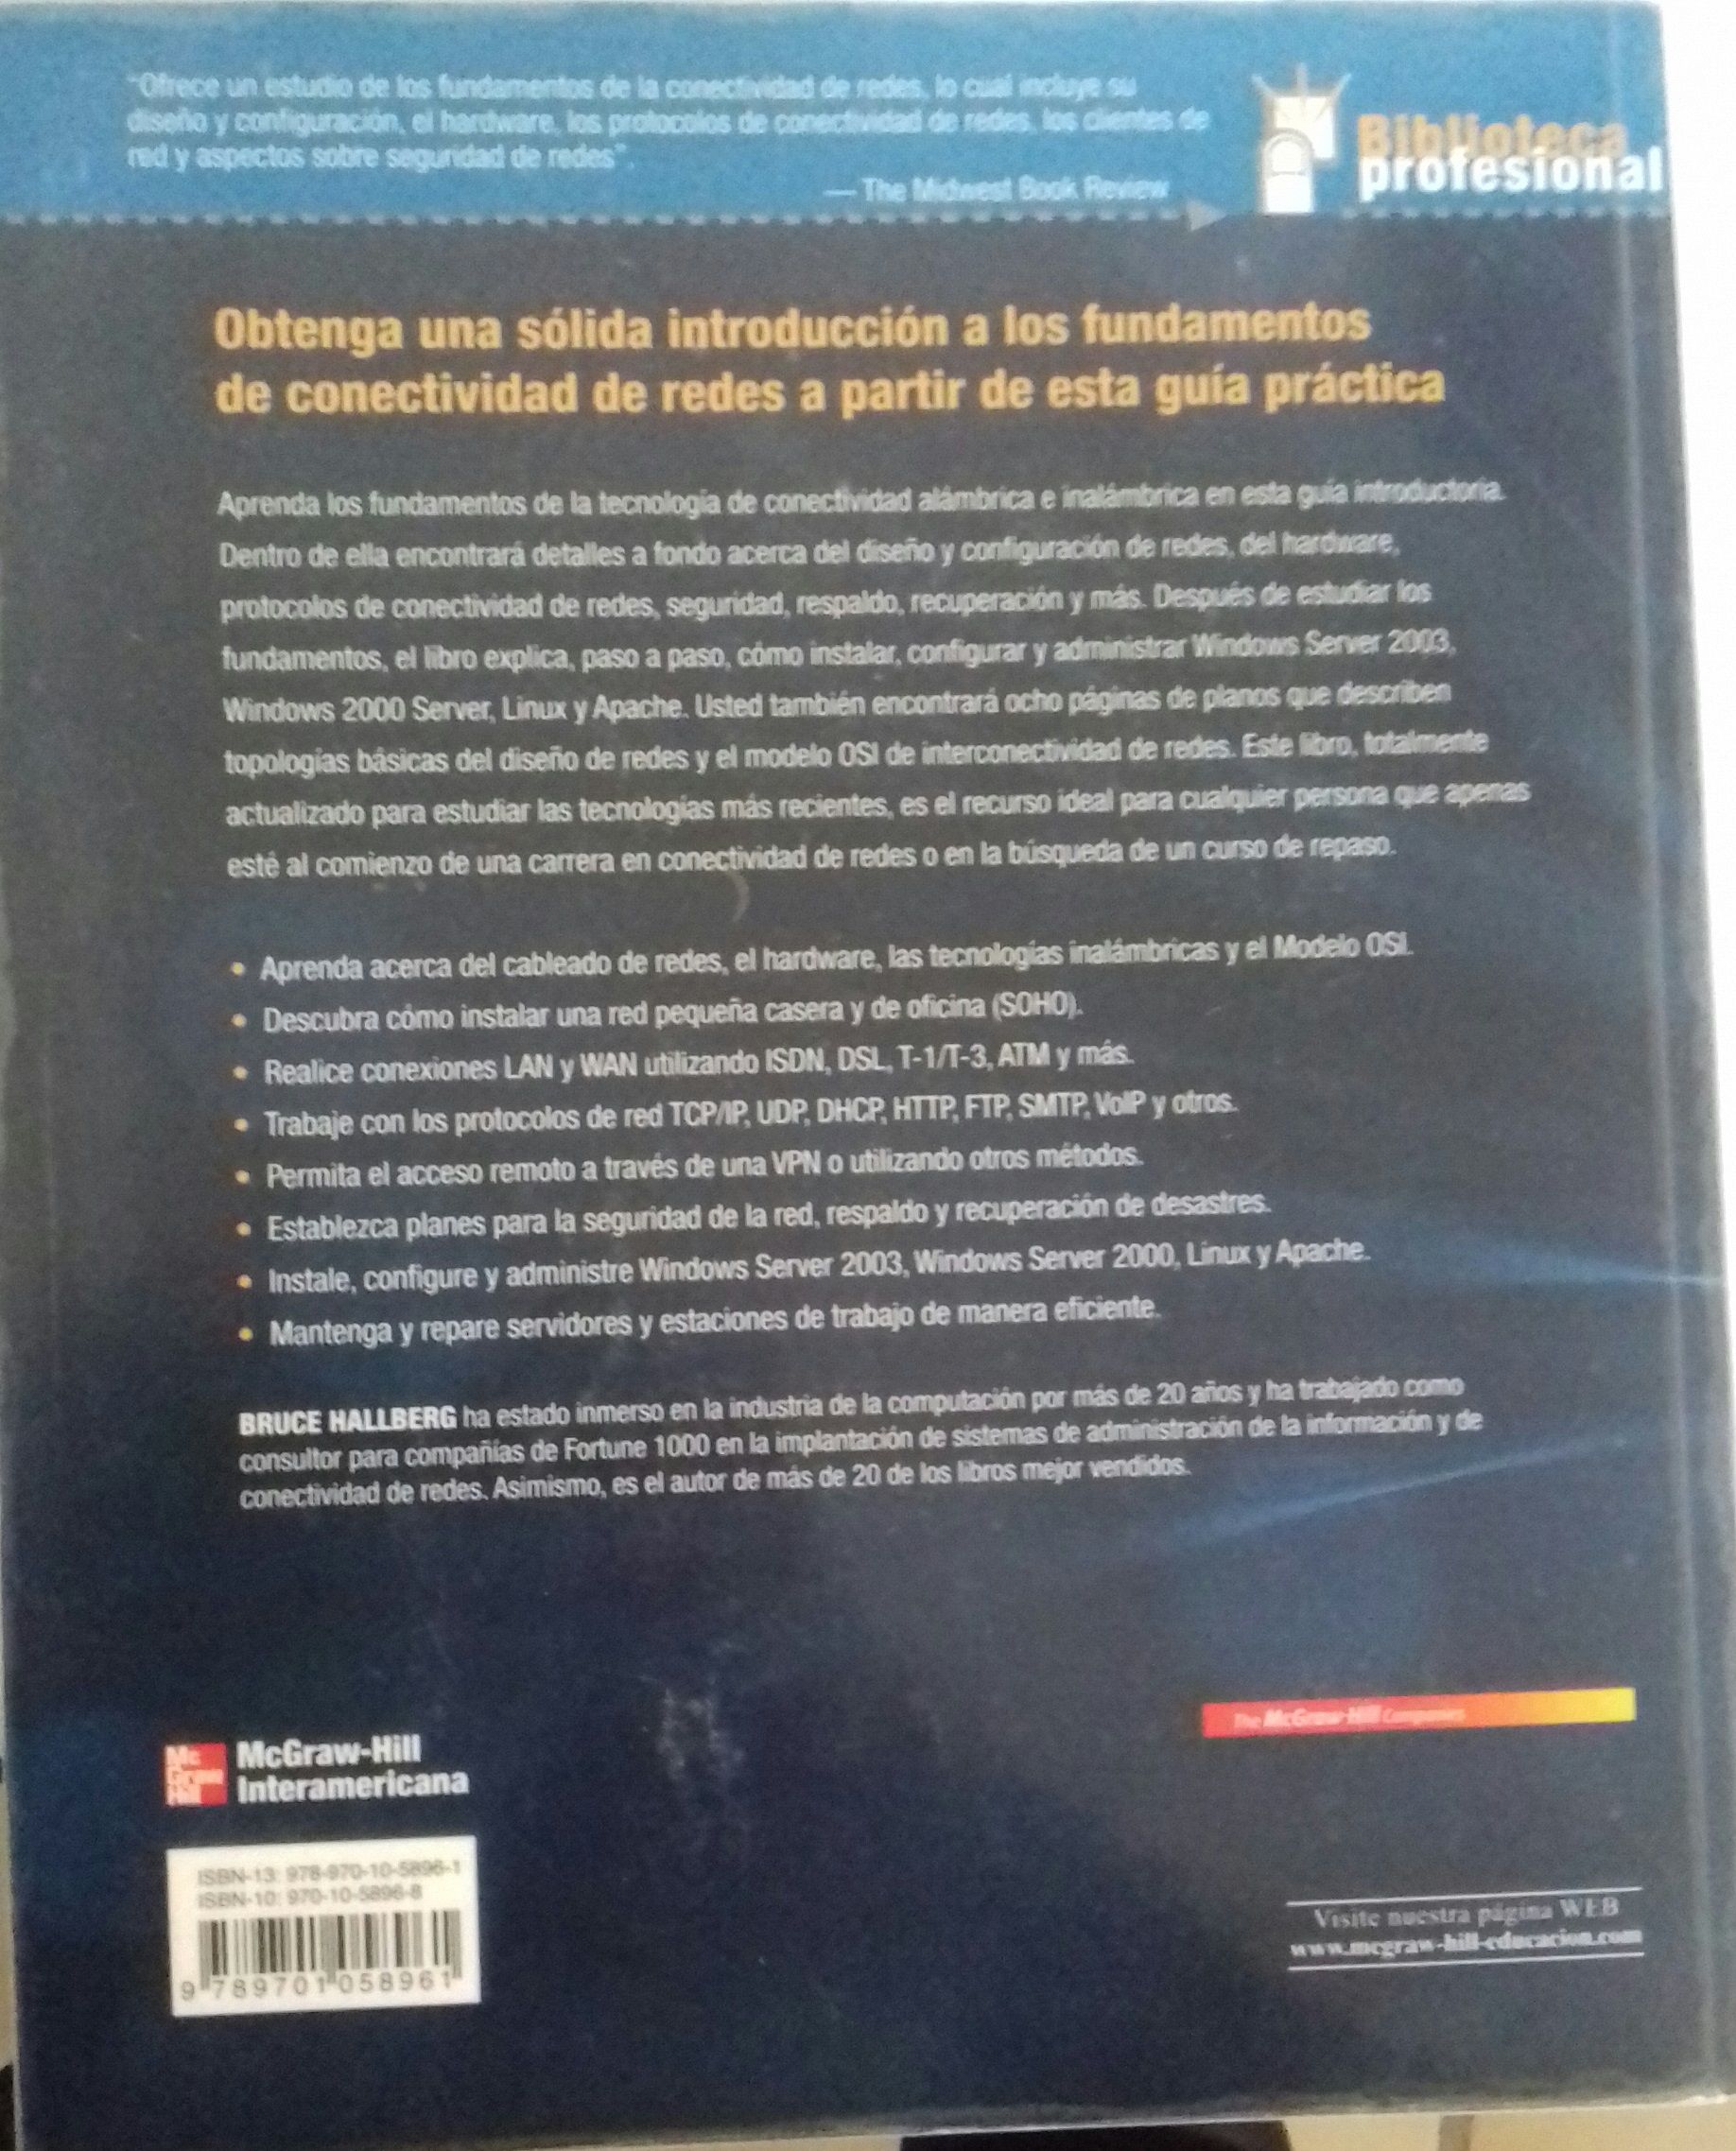 "Ofrece un estudio de los fundamentos de la conectividad de redes, lo cual incluye su
diseño y configuración, el hardware, los protocolos de conectividad de redes, los clientes de
red y aspectos sobre seguridad de redes".
— The Midwest Book Review
Biblioteca
profesional
Obtenga una sólida introducción a los fundamentos
de conectividad de redes a partir de esta guía práctica
Aprenda los fundamentos de la tecnología de conectividad alámbrica e inalámbrica en esta guía introductoria.
Dentro de ella encontrará detalles a fondo acerca del diseño y configuración de redes, del hardware,
protocolos de conectividad de redes, seguridad, respaldo, recuperación y más. Después de estudiar los
fundamentos, el libro explica, paso a paso, cómo instalar, configurar y administrar Windows Server 2003,
Windows 2000 Server, Linux y Apache. Usted también encontrará ocho páginas de planos que describen
topologías básicas del diseño de redes y el modelo OSI de interconectividad de redes. Este libro, totalmente
actualizado para estudiar las tecnologías más recientes, es el recurso ideal para cualquier persona que apenas
esté al comienzo de una carrera en conectividad de redes o en la búsqueda de un curso de repaso.
• Aprenda acerca del cableado de redes, el hardware, las tecnologías inalámbricas y el Modelo OSI.
• Descubra cómo instalar una red pequeña casera y de oficina (SOHO).
• Realice conexiones LAN y WAN utilizando ISDN, DSL, T-1/T-3, ATM y más.
• Trabaje con los protocolos de red TCP/IP, UDP, DHCP, HTTP, FTP, SMTP, VoIP y otros.
• Permita el acceso remoto a través de una VPN o utilizando otros métodos.
• Establezca planes para la seguridad de la red, respaldo y recuperación de desastres.
• Instale, configure y administre Windows Server 2003, Windows Server 2000, Linux y Apache.
• Mantenga y repare servidores y estaciones de trabajo de manera eficiente.
BRUCE HALLBERG ha estado inmerso en la industria de la computación por más de 20 años y ha trabajado como
consultor para compañías de Fortune 1000 en la implantación de sistemas de administración de la información y de
conectividad de redes. Asimismo, es el autor de más de 20 de los libros mejor vendidos.
The McGraw-Hill Companies
Mc
Graw
Hill
McGraw-Hill
Interamericana
ISBN-13: 978-970-10-5896-1
ISBN-10: 970-10-5896-8
9 789701 058961
Visite nuestra página WEB
www.mcgraw-hill-educacion.com